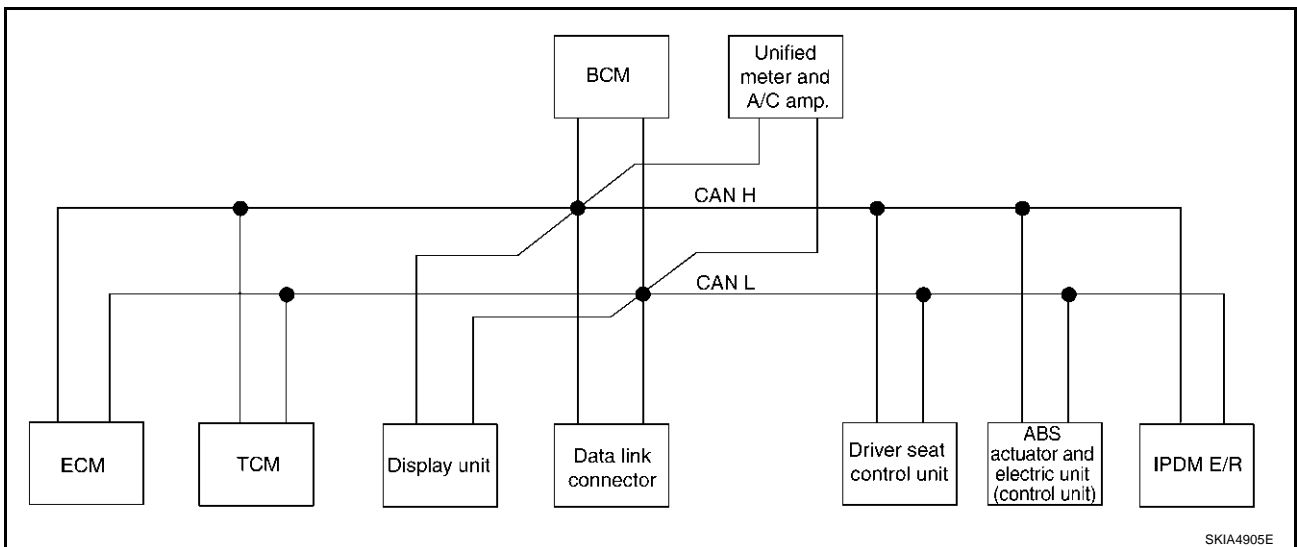 BCM
Unified
meter and
A/C amp.
CAN H
CAN L
ECM
TCM
Display unit
Data link
connector
Driver seat
control unit
ABS
actuator and
electric unit
(control unit)
IPDM E/R
SKIA4905E